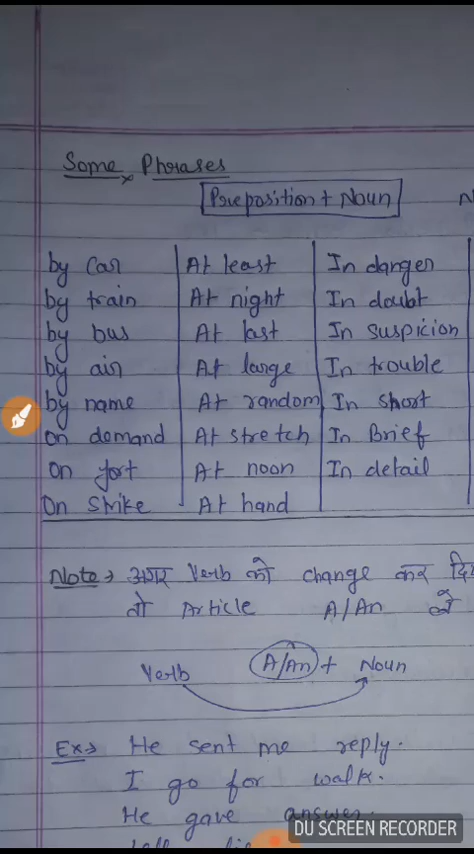 Some Phrases
Preposition + Noun
by car At least In danger
by train At night In doubt
by bus At last In suspicion
by air At large In trouble
by name At random In short
on demand At stretch In Brief
on fort At noon In detail
On Strike At hand
Note → अगर Verb को change कर
तो Article A/An
Verb A/An + Noun
Ex→ He sent me reply.
I go for walk.
He gave answer.
DU SCREEN RECORDER